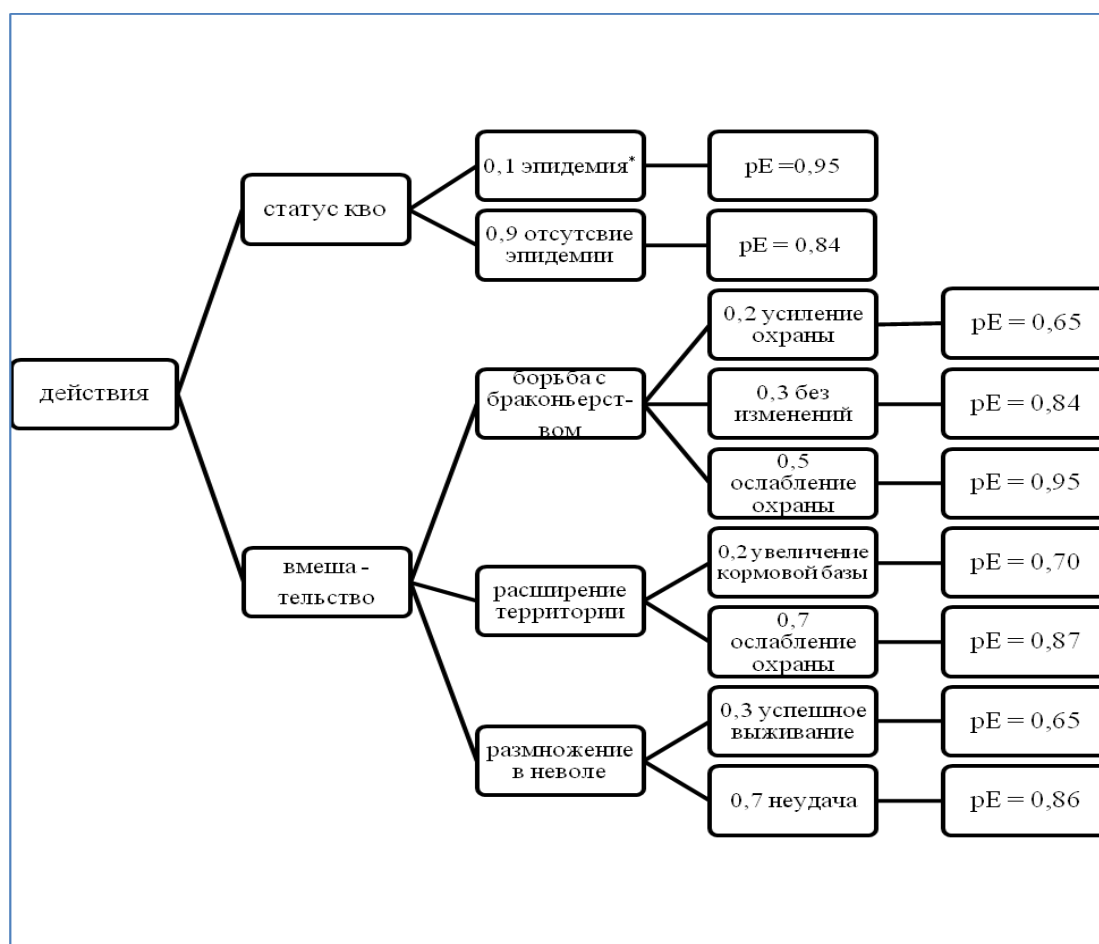 0,1 эпидемия*
pE =0,95
статус кво
0,9 отсутсвие
эпидемии
pE = 0,84
0,2 усиление
охраны
pE = 0,65
действия
борьба с
браконьерст-
вом
0,3 без
изменений
pE = 0,84
0,5
ослабление
охраны
pE = 0,95
вмеша -
тельство
расширение
территории
0,2 увеличение
кормовой базы
pE = 0,70
0,7
ослабление
охраны
pE = 0,87
размножение
в неволе
0,3 успешное
выживание
pE = 0,65
0,7 неудача
pE = 0,86